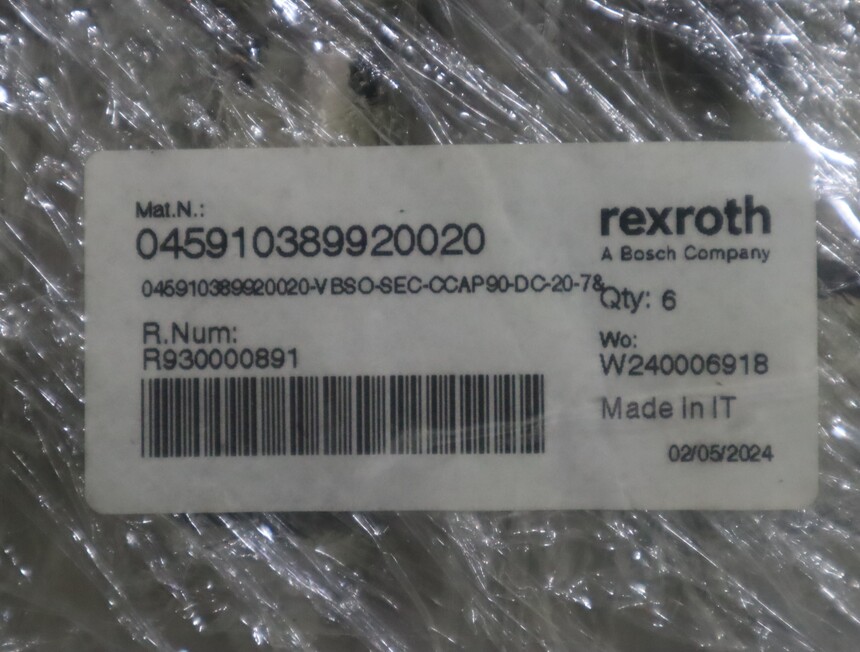 Mat.N.:
045910389920020
045910389920020-VBSO-SEC-CCAP90-DC-20-7&
R.Num:
R930000891
rexroth
A Bosch Company
Qty: 6
Wo:
W240006918
Made in IT
02/05/2024